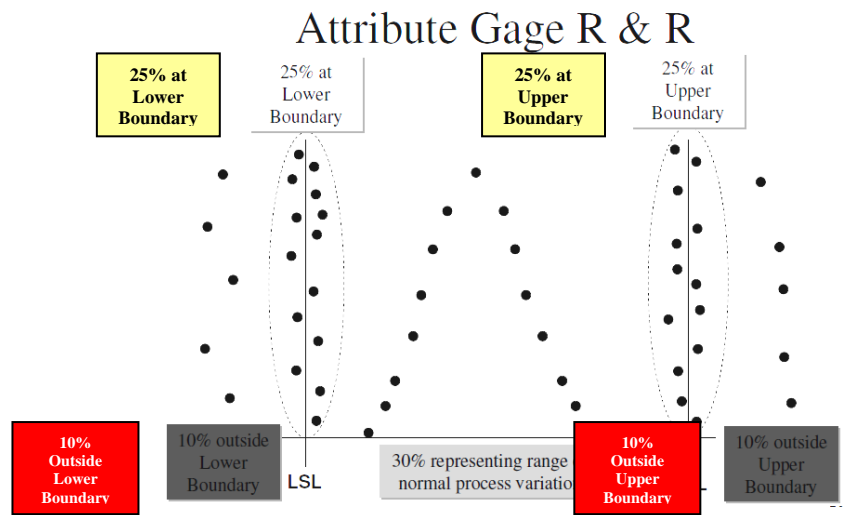 Attribute Gage R & R
25% at
Lower
Boundary
25% at
Lower
Boundary
25% at
Upper
Boundary
25% at
Upper
Boundary
10%
Outside
Lower
Boundary
10% outside
Lower
Boundary
LSL
30% representing range
normal process variation
10%
Outside
Upper
Boundary
10% outside
Upper
Boundary